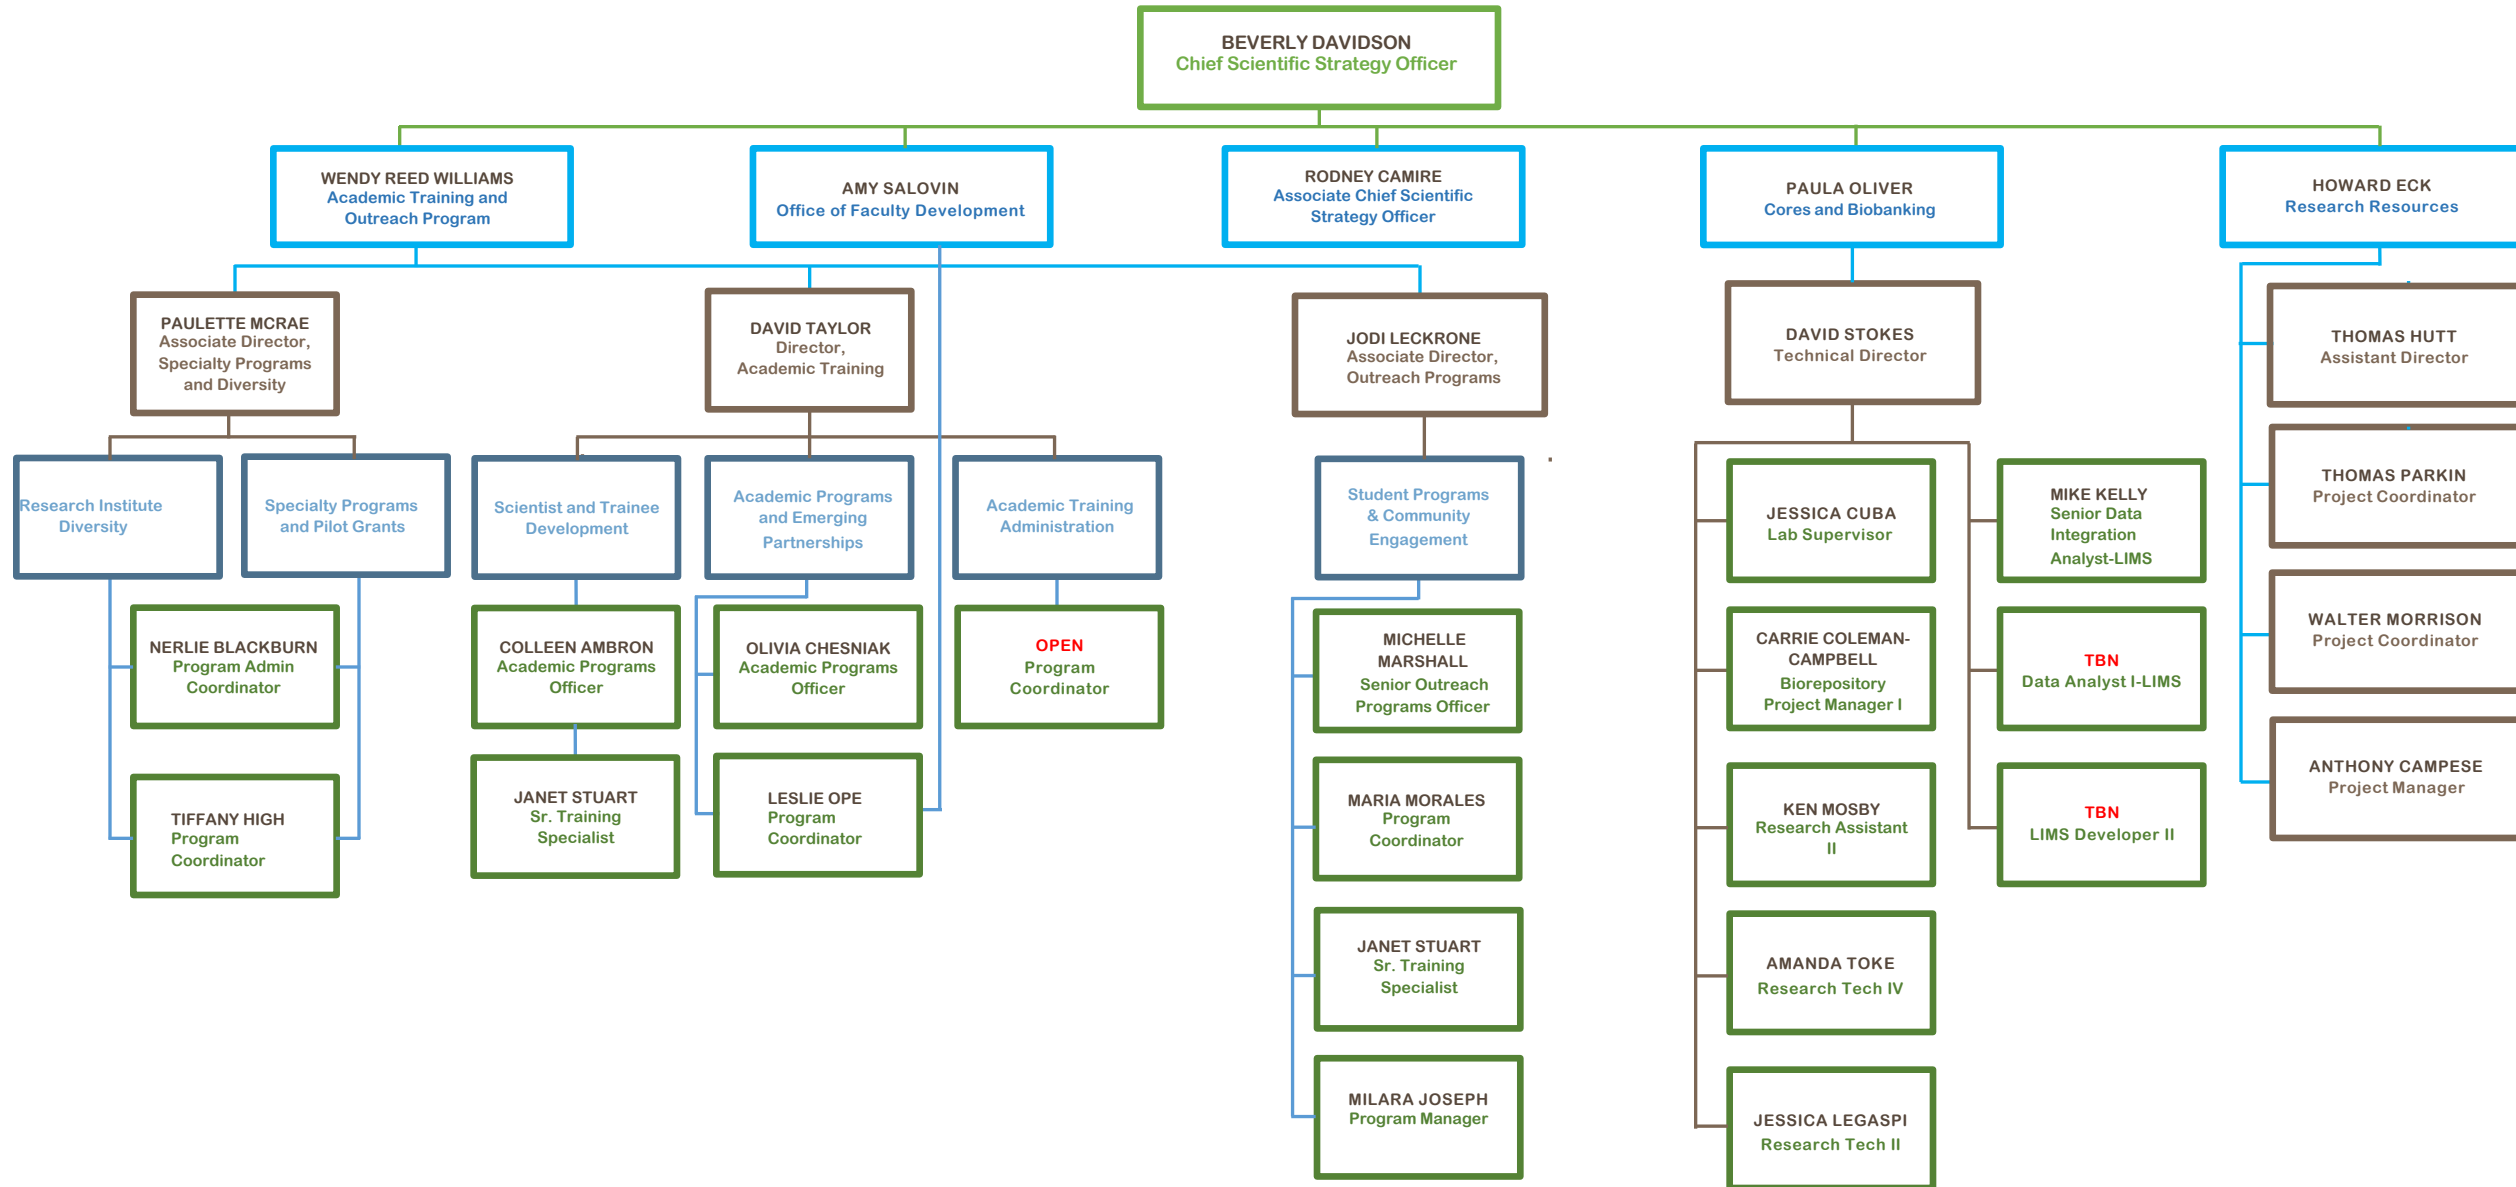 BEVERLY DAVIDSON
Chief Scientific Strategy Officer
WENDY REED WILLIAMS
Academic Training and
Outreach Program
AMY SALOVIN
Office of Faculty Development
RODNEY CAMIRE
Associate Chief Scientific
Strategy Officer
PAULA OLIVER
Cores and Biobanking
HOWARD ECK
Research Resources
PAULETTE MCRAE
Associate Director,
Specialty Programs
and Diversity
DAVID TAYLOR
Director,
Academic Training
JODI LECKRONE
Associate Director,
Outreach Programs
DAVID STOKES
Technical Director
THOMAS HUTT
Assistant Director
Research Institute
Diversity
Specialty Programs
and Pilot Grants
Scientist and Trainee
Development
Academic Programs
and Emerging
Partnerships
Academic Training
Administration
Student Programs
& Community
Engagement
JESSICA CUBA
Lab Supervisor
MIKE KELLY
Senior Data
Integration
Analyst-LIMS
THOMAS PARKIN
Project Coordinator
NERLIE BLACKBURN
Program Admin
Coordinator
COLLEEN AMBRON
Academic Programs
Officer
OLIVIA CHESNIAK
Academic Programs
Officer
OPEN
Program
Coordinator
MICHELLE
MARSHALL
Senior Outreach
Programs Officer
CARRIE COLEMAN-
CAMPBELL
Biorepository
Project Manager I
TBN
Data Analyst I-LIMS
WALTER MORRISON
Project Coordinator
TIFFANY HIGH
Program
Coordinator
JANET STUART
Sr. Training
Specialist
LESLIE OPE
Program
Coordinator
MARIA MORALES
Program
Coordinator
KEN MOSBY
Research Assistant
II
TBN
LIMS Developer II
ANTHONY CAMPESE
Project Manager
JANET STUART
Sr. Training
Specialist
AMANDA TOKE
Research Tech IV
MILARA JOSEPH
Program Manager
JESSICA LEGASPI
Research Tech II